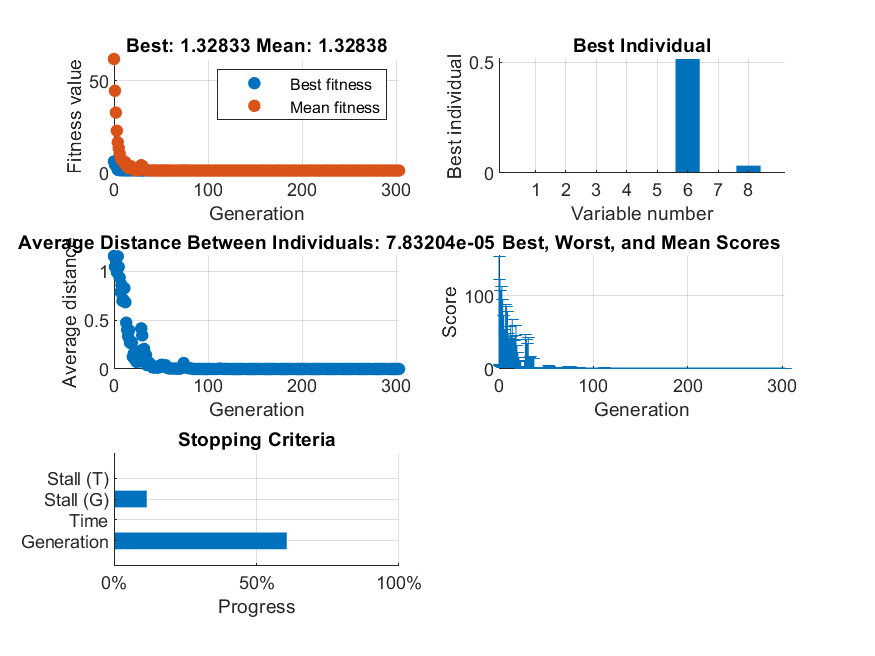 Best: 1.32833 Mean: 1.32838
Fitness value
50
0
Best fitness
Mean fitness
0 100 200 300
Generation
Best Individual
Best individual
0.5
0
1 2 3 4 5 6 7 8
Variable number
Average Distance Between Individuals: 7.83204e-05
Average distance
1
0.5
0
0 100 200 300
Generation
Best, Worst, and Mean Scores
Score
100
0
0 100 200 300
Generation
Stopping Criteria
Stall (T)
Stall (G)
Time
Generation
0% 50% 100%
Progress